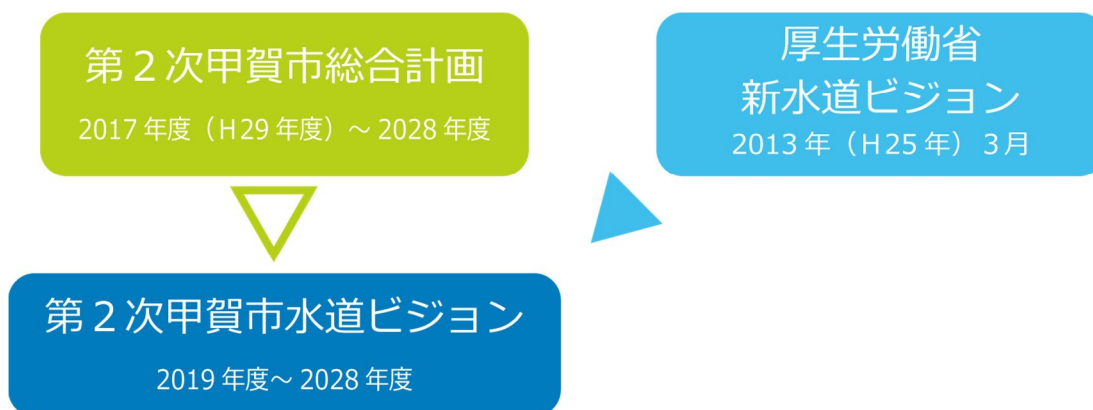 第２次甲賀市総合計画
2017 年度（H29 年度）～ 2028 年度
厚生労働省
新水道ビジョン
2013 年（H25 年）３月
第２次甲賀市水道ビジョン
2019 年度～ 2028 年度